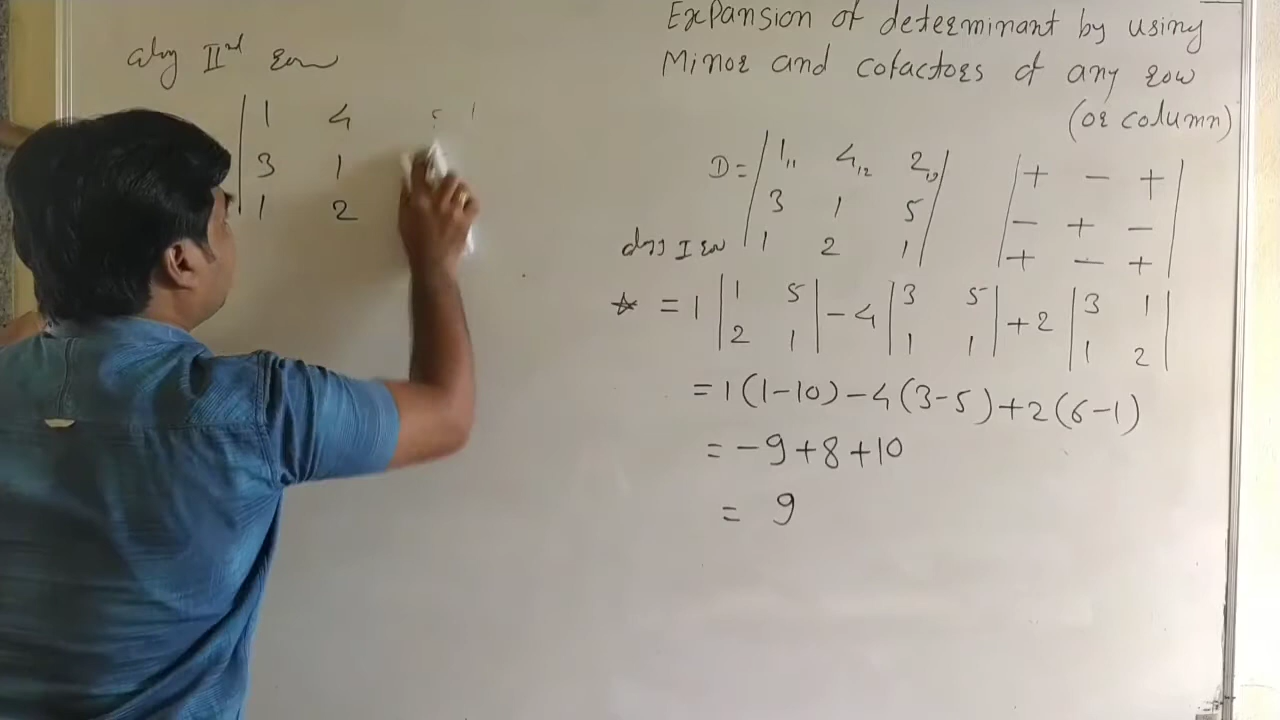 along IInd row
| 1 4
| 3 1
| 1 2
Expansion of determinant by using
Minor and cofactors of any row
(or column)
D = | 1₁₁ 4₁₂ 2₁₃ | | + − + |
| 3 1 5 | | − + − |
| 1 2 1 | | + − + |
along I row
☆ = 1 | 1 5 | − 4 | 3 5 | + 2 | 3 1 |
| 2 1 | | 1 1 | | 1 2 |
= 1(1−10) − 4(3−5) + 2(6−1)
= −9+8+10
= 9